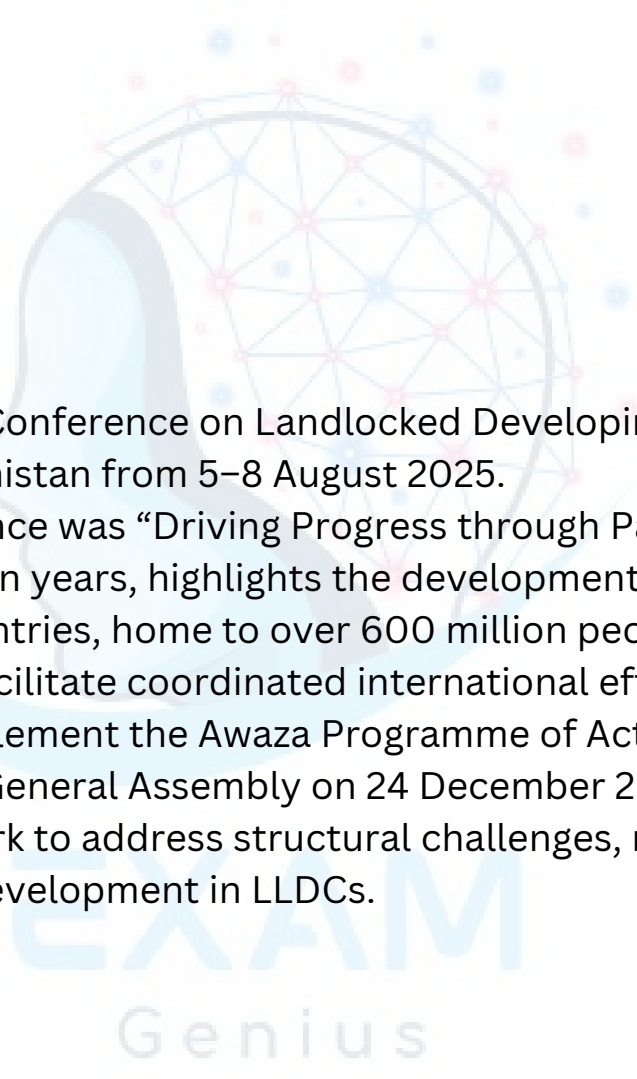 Conference on Landlocked Developin
nistan from 5–8 August 2025.
nce was “Driving Progress through Pa
n years, highlights the development
ntries, home to over 600 million peo
cilitate coordinated international eff
lement the Awaza Programme of Act
General Assembly on 24 December 2
rk to address structural challenges, r
evelopment in LLDCs.
EXAM
Genius